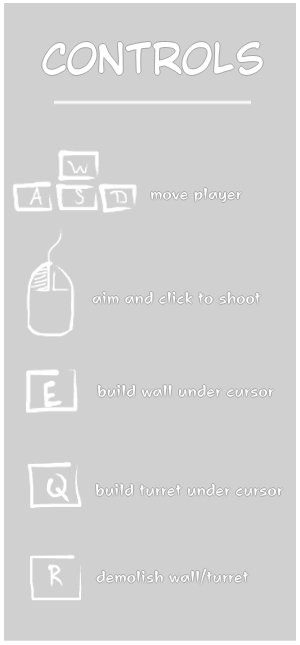 CONTROLS
W
A S D move player
aim and click to shoot
E build wall under cursor
Q build turret under cursor
R demolish wall/turret